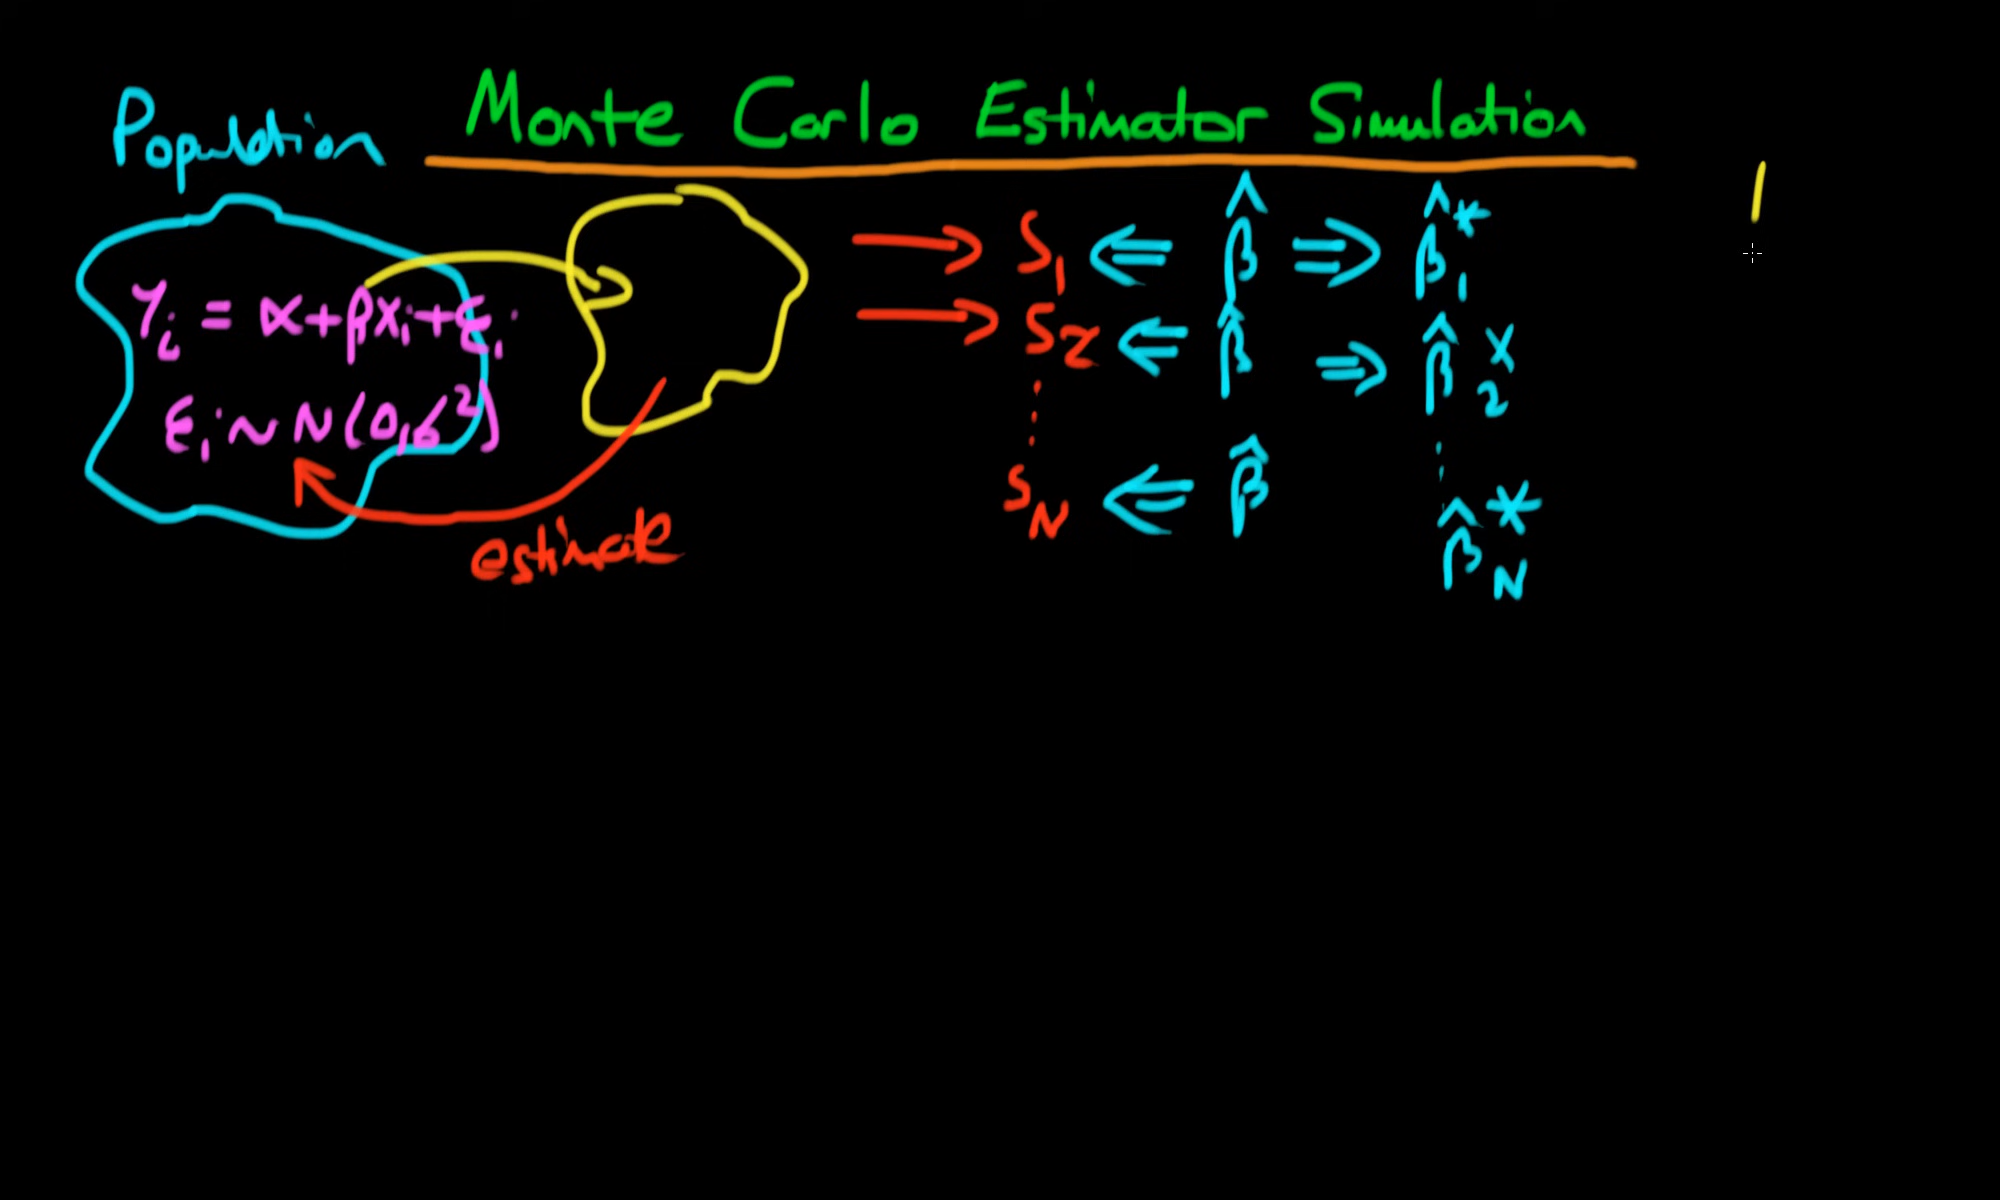 Monte Carlo Estimator Simulation
Population
Yi = α+βXi+εi
εi ~ N(0,σ²)
estimate
S1 ⇐ β̂ ⇒ β̂*1
S2 ⇐ β̂ ⇒ β̂*2
SN ⇐ β̂ β̂*N